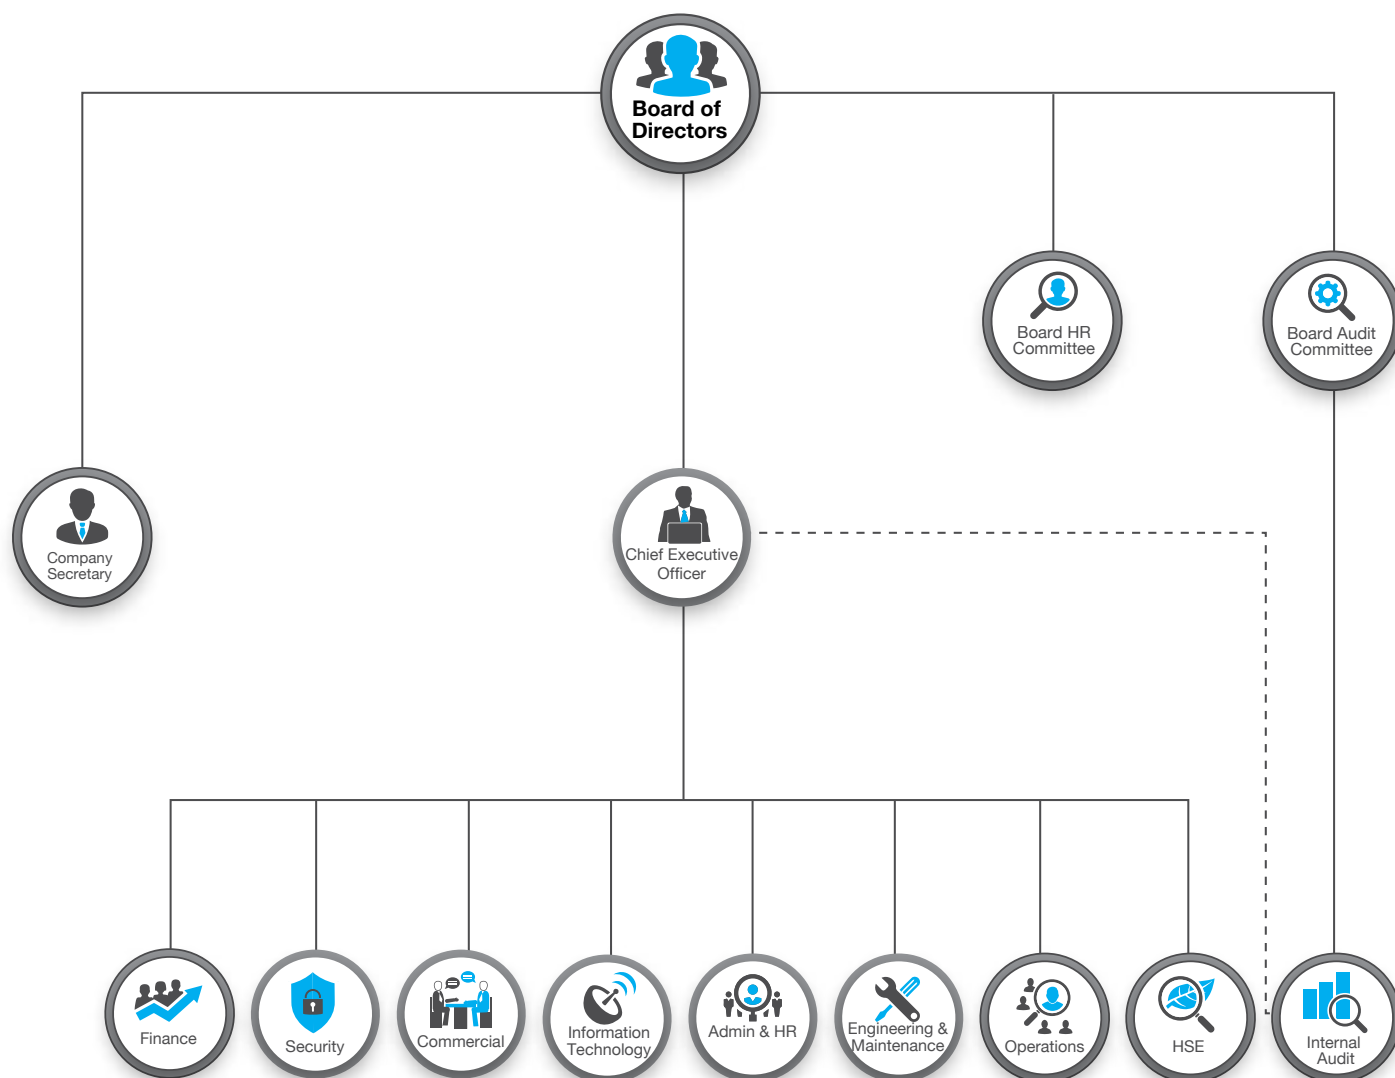 Board of
Directors
Board HR
Committee
Board Audit
Committee
Company
Secretary
Chief Executive
Officer
Finance
Security
Commercial
Information
Technology
Admin & HR
Engineering &
Maintenance
Operations
HSE
Internal
Audit